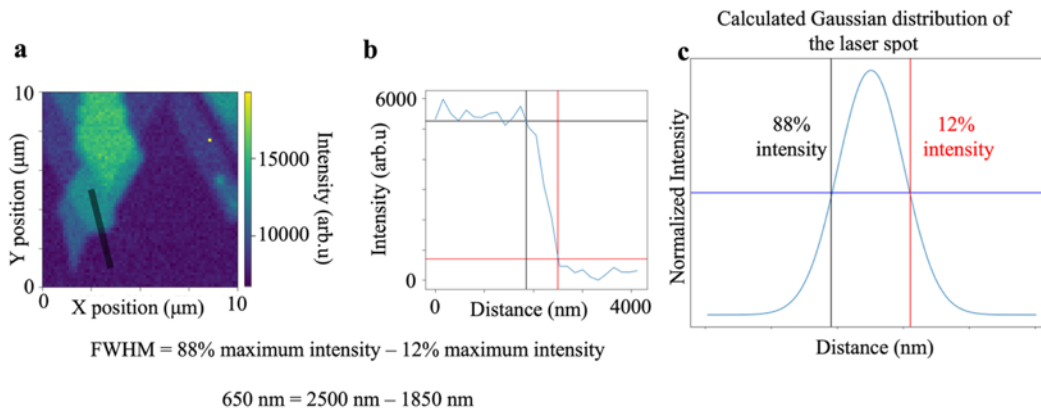 Calculated Gaussian distribution of
the laser spot
a
10
Y position (μm)
0
0
10
X position (μm)
15000
10000
Intensity (arb.u)
b
6000
Intensity (arb.u)
0
0
2000
4000
Distance (nm)
c
Normalized Intensity
88%
intensity
12%
intensity
Distance (nm)
FWHM = 88% maximum intensity – 12% maximum intensity
650 nm = 2500 nm – 1850 nm